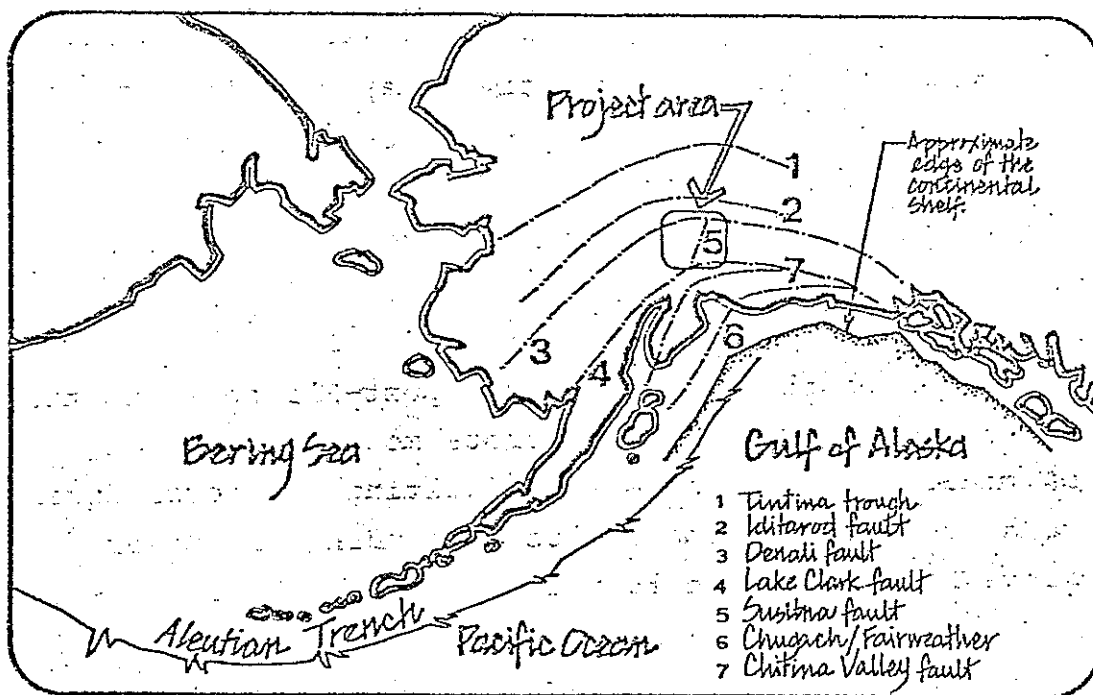 Project area
Approximate
edge of the
continental
shelf.
1
2
5
7
3
4
6
Bering Sea
Gulf of Alaska
1 Tintina trough
2 Iditarod fault
3 Denali fault
4 Lake Clark fault
5 Susitna fault
6 Chugach/Fairweather
7 Chitina Valley fault
Aleutian Trench
Pacific Ocean